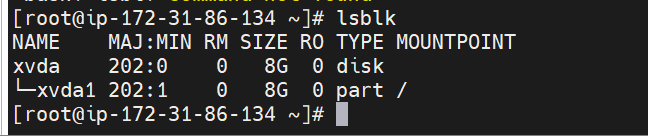 [root@ip-172-31-86-134 ~]# lsblk
NAME    MAJ:MIN RM SIZE RO TYPE MOUNTPOINT
xvda    202:0    0   8G  0 disk
└─xvda1 202:1    0   8G  0 part /
[root@ip-172-31-86-134 ~]#